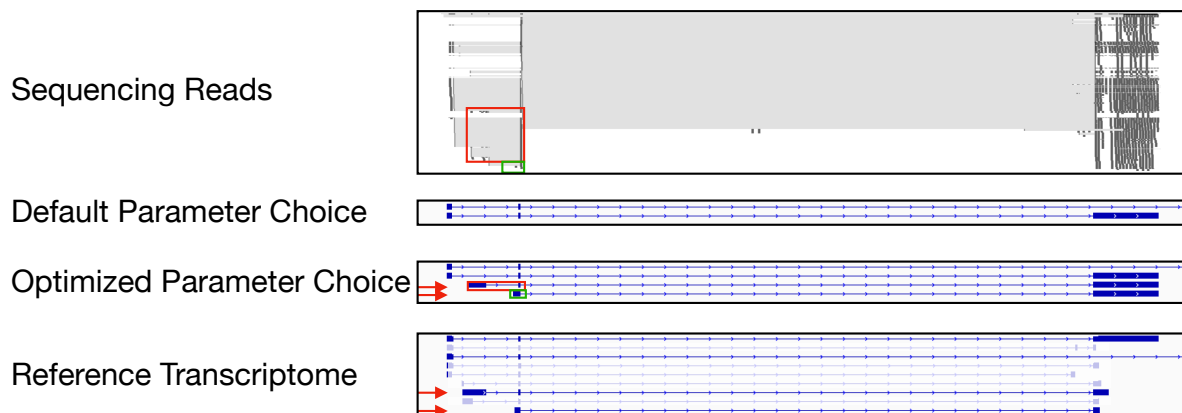 Sequencing Reads
Default Parameter Choice
Optimized Parameter Choice
Reference Transcriptome